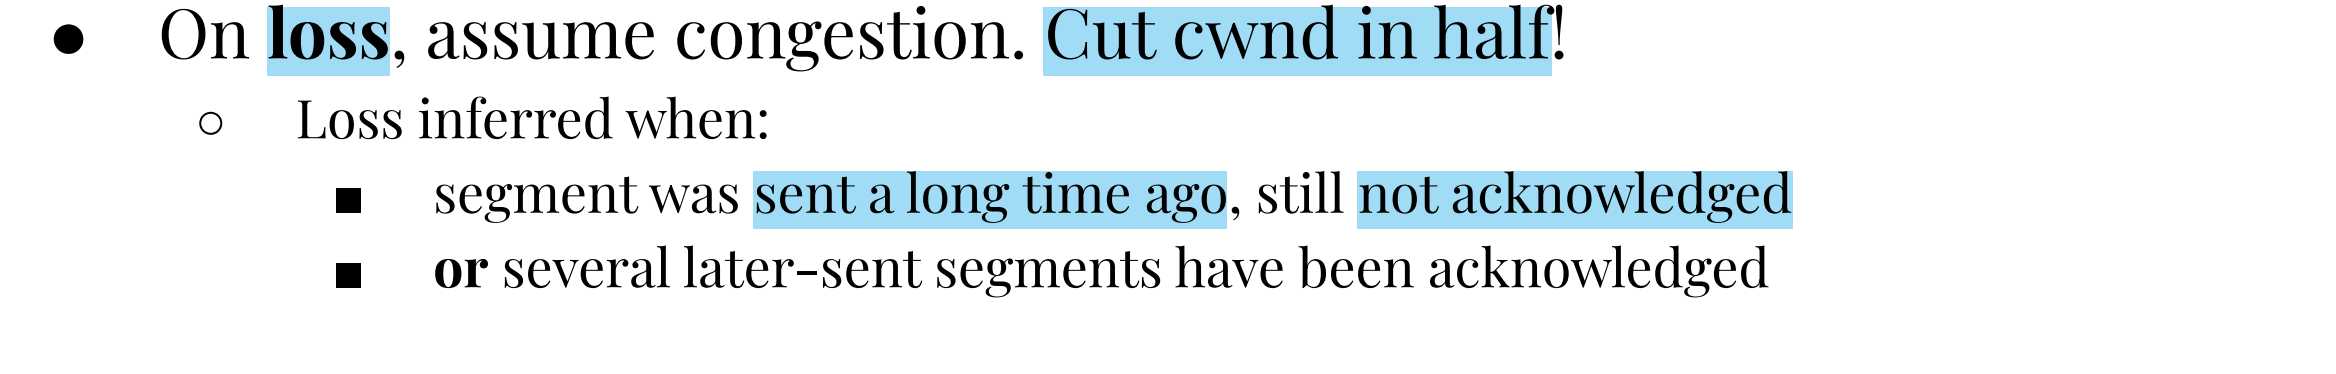 ● On loss, assume congestion. Cut cwnd in half!
○ Loss inferred when:
■ segment was sent a long time ago, still not acknowledged
■ or several later-sent segments have been acknowledged